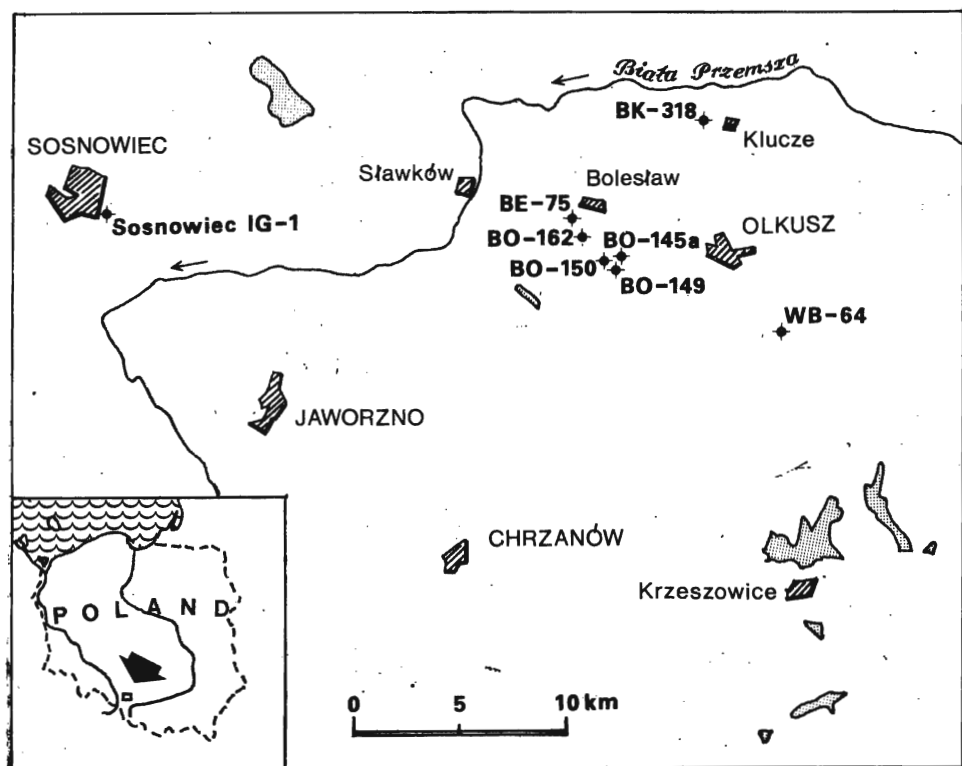 Biała Przemsza
BK-318
Klucze
SOSNOWIEC
Sławków
Bolesław
BE-75
Sosnowiec IG-1
OLKUSZ
BO-162
BO-145a
BO-150
BO-149
WB-64
JAWORZNO
CHRZANÓW
Krzeszowice
POLAND
0 5 10 km